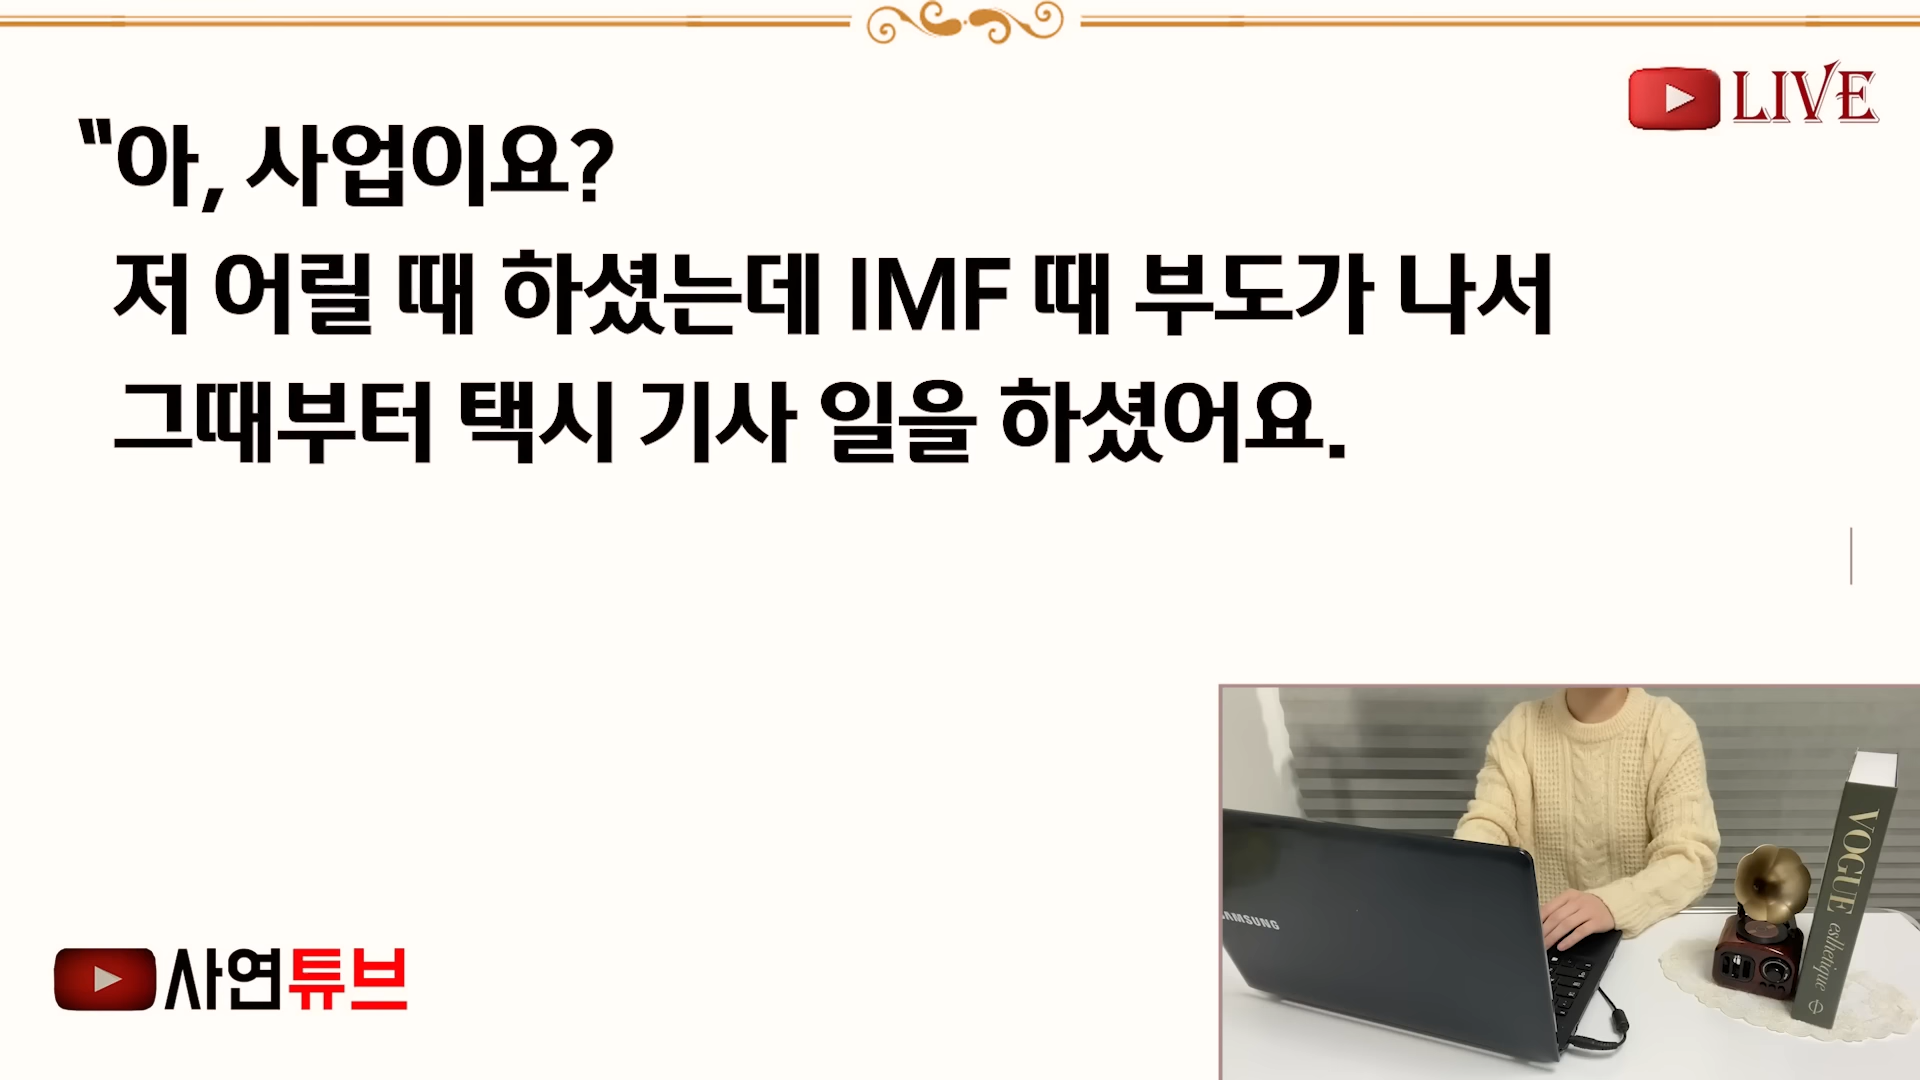 LIVE
“아, 사업이요?
저 어릴 때 하셨는데 IMF 때 부도가 나서
그때부터 택시 기사 일을 하셨어요.
SAMSUNG
VOGUE esthetique
사연튜브